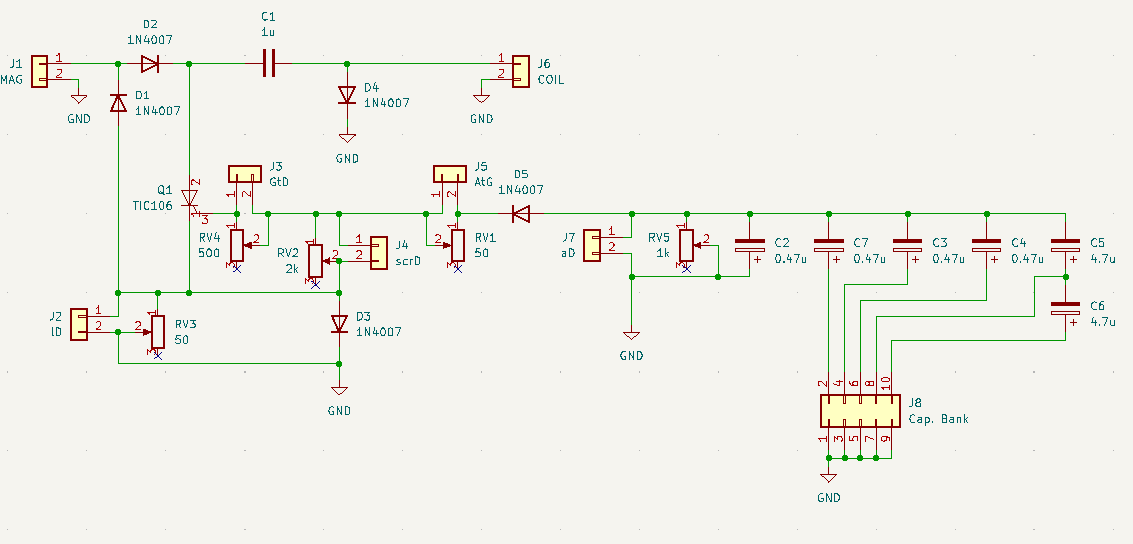 C1
1u
D2
1N4007
J1
MAG
1
2
GND
D1
1N4007
D4
1N4007
GND
1
2
J6
COIL
GND
Q1
TIC106
2
1
3
J3
GtD
1
2
J5
AtG
1
2
D5
1N4007
RV4
500
1
2
3
RV2
2k
1
2
3
1
2
J4
scrD
2
1
3
RV1
50
J7
aD
1
2
RV5
1k
1
2
3
+
C2
0.47u
+
C7
0.47u
+
C3
0.47u
+
C4
0.47u
+
C5
4.7u
+
C6
4.7u
GND
J2
ID
1
2
2
1
3
RV3
50
D3
1N4007
GND
2
4
6
8
10
J8
Cap. Bank
1
3
5
7
9
GND